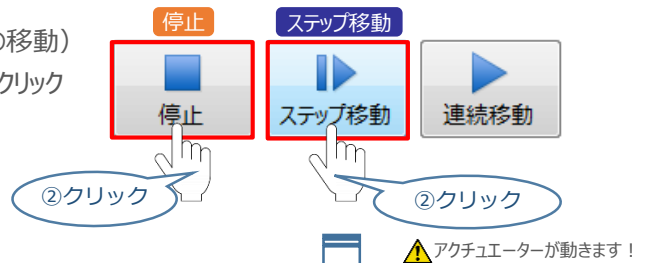 停止 ステップ移動
の移動）
クリック
停止 ステップ移動 連続移動
②クリック ②クリック
アクチュエーターが動きます！